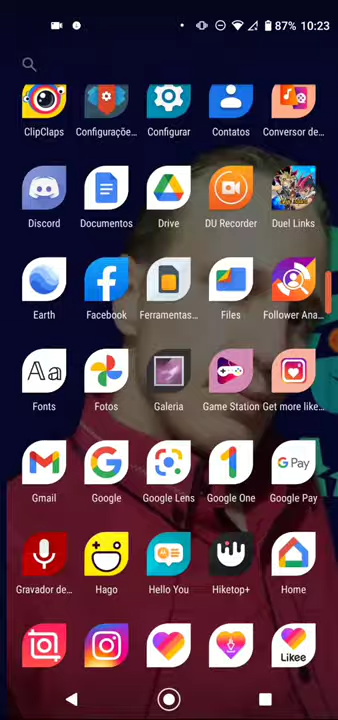 87% 10:23
ClipClaps Configuraçõe... Configurar Contatos Conversor de...
Discord Documentos Drive DU Recorder Duel Links
Earth Facebook Ferramentas... Files Follower Ana...
Aa
Fonts Fotos Galeria Game Station Get more like...
G Pay
Gmail Google Google Lens Google One Google Pay
Gravador de... Hago Hello You Hiketop+ Home
Likee